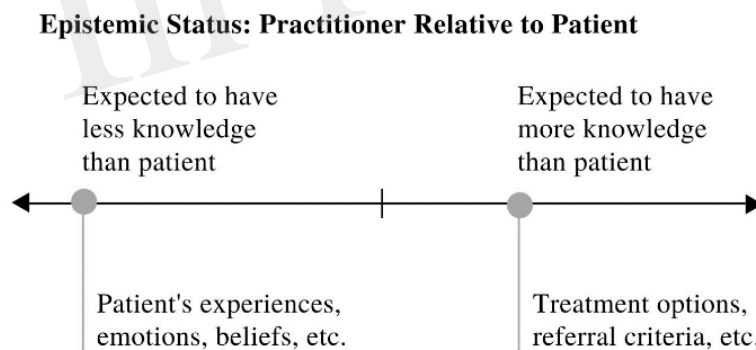 Epistemic Status: Practitioner Relative to Patient
Expected to have
less knowledge
than patient
Expected to have
more knowledge
than patient
Patient's experiences,
emotions, beliefs, etc.
Treatment options,
referral criteria, etc.